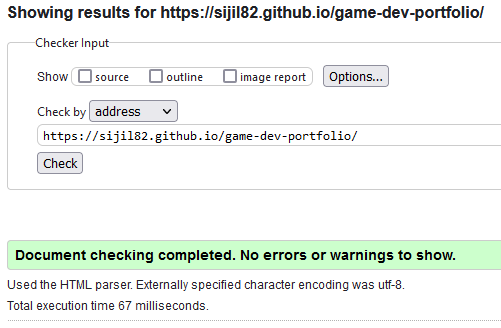 Showing results for https://sijil82.github.io/game-dev-portfolio/
Checker Input
Show source outline image report Options...
Check by address
https://sijil82.github.io/game-dev-portfolio/
Check
Document checking completed. No errors or warnings to show.
Used the HTML parser. Externally specified character encoding was utf-8.
Total execution time 67 milliseconds.